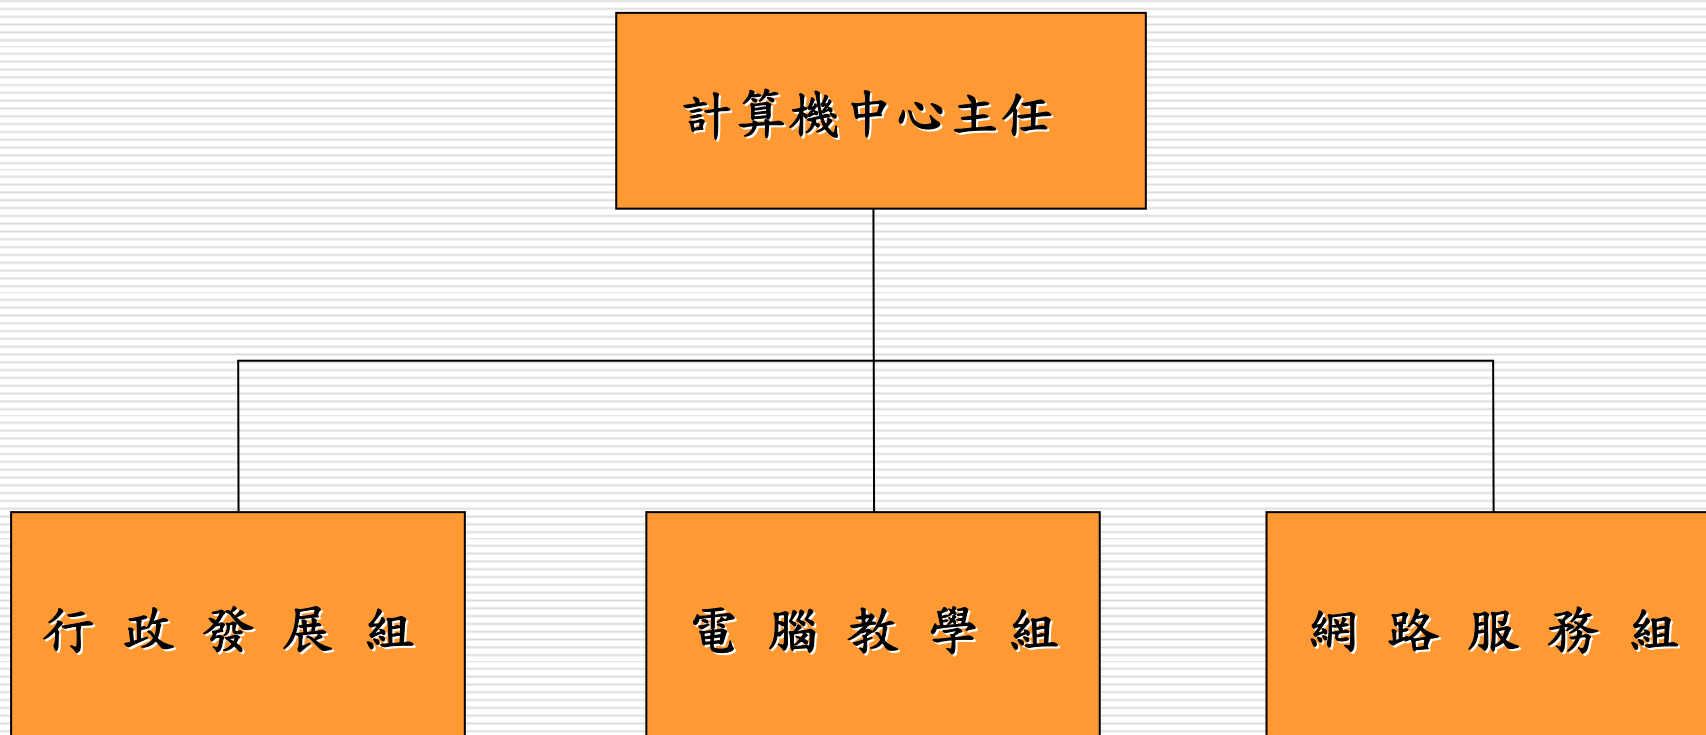 計算機中心主任
行政發展組
電腦教學組
網路服務組